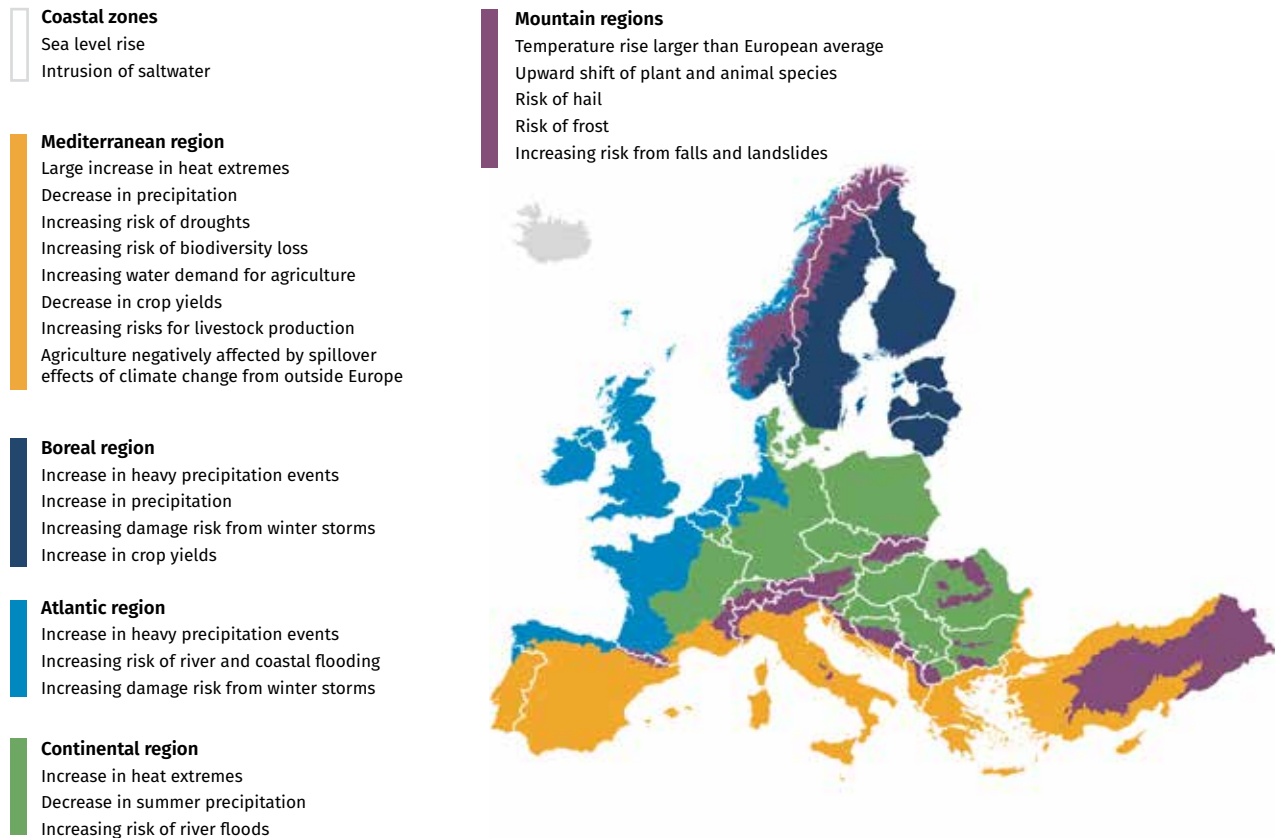 Coastal zones
Sea level rise
Intrusion of saltwater
Mediterranean region
Large increase in heat extremes
Decrease in precipitation
Increasing risk of droughts
Increasing risk of biodiversity loss
Increasing water demand for agriculture
Decrease in crop yields
Increasing risks for livestock production
Agriculture negatively affected by spillover
effects of climate change from outside Europe
Boreal region
Increase in heavy precipitation events
Increase in precipitation
Increasing damage risk from winter storms
Increase in crop yields
Atlantic region
Increase in heavy precipitation events
Increasing risk of river and coastal flooding
Increasing damage risk from winter storms
Continental region
Increase in heat extremes
Decrease in summer precipitation
Increasing risk of river floods
Mountain regions
Temperature rise larger than European average
Upward shift of plant and animal species
Risk of hail
Risk of frost
Increasing risk from falls and landslides